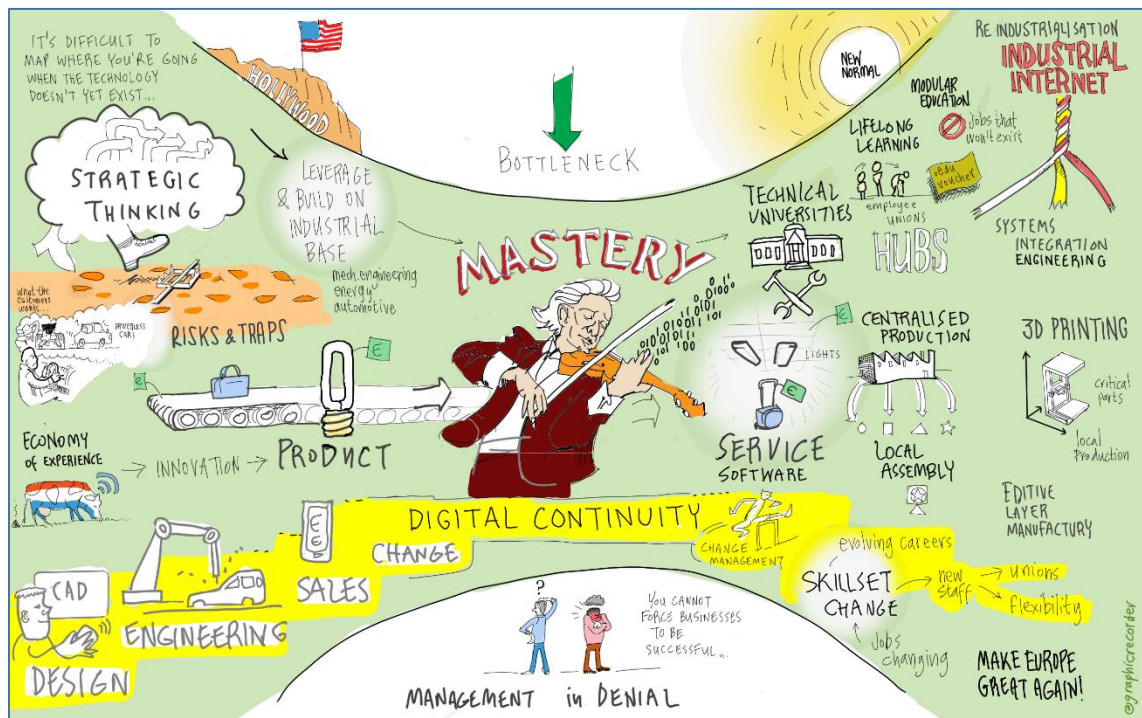 IT'S DIFFICULT TO
MAP WHERE YOU'RE GOING
WHEN THE TECHNOLOGY
DOESN'T YET EXIST...
STRATEGIC
THINKING
HOLLYWOOD
LEVERAGE
& BUILD ON
INDUSTRIAL
BASE
mech.engineering
energy
automotive
what the
customers
wants...
DRIVERLESS
CARS
RISKS & TRAPS
BOTTLENECK
NEW
NORMAL
MASTERY
RE INDUSTRIALISATION
INDUSTRIAL
INTERNET
MODULAR
EDUCATION
jobs that
won't exist
LIFELONG
LEARNING
edu
voucher
employee
UNIONS
HUBS
TECHNICAL
UNIVERSITIES
SYSTEMS
INTEGRATION
ENGINEERING
€
€
€
€
LIGHTS
SERVICE
SOFTWARE
CENTRALISED
PRODUCTION
LOCAL
ASSEMBLY
3D PRINTING
critical
parts
local
production
EDITIVE
LAYER
MANUFACTURY
ECONOMY
OF EXPERIENCE
INNOVATION
PRODUCT
DIGITAL CONTINUITY
CHANGE
€
€
SALES
CAD
ENGINEERING
DESIGN
CHANGE
MANAGEMENT
evolving careers
SKILLSET
CHANGE
new
staff
unions
flexibility
Jobs
changing
?
YOU CANNOT
FORCE BUSINESSES
TO BE
SUCCESSFUL...
MANAGEMENT in DENIAL
MAKE EUROPE
GREAT AGAIN!
@graphicrecorder